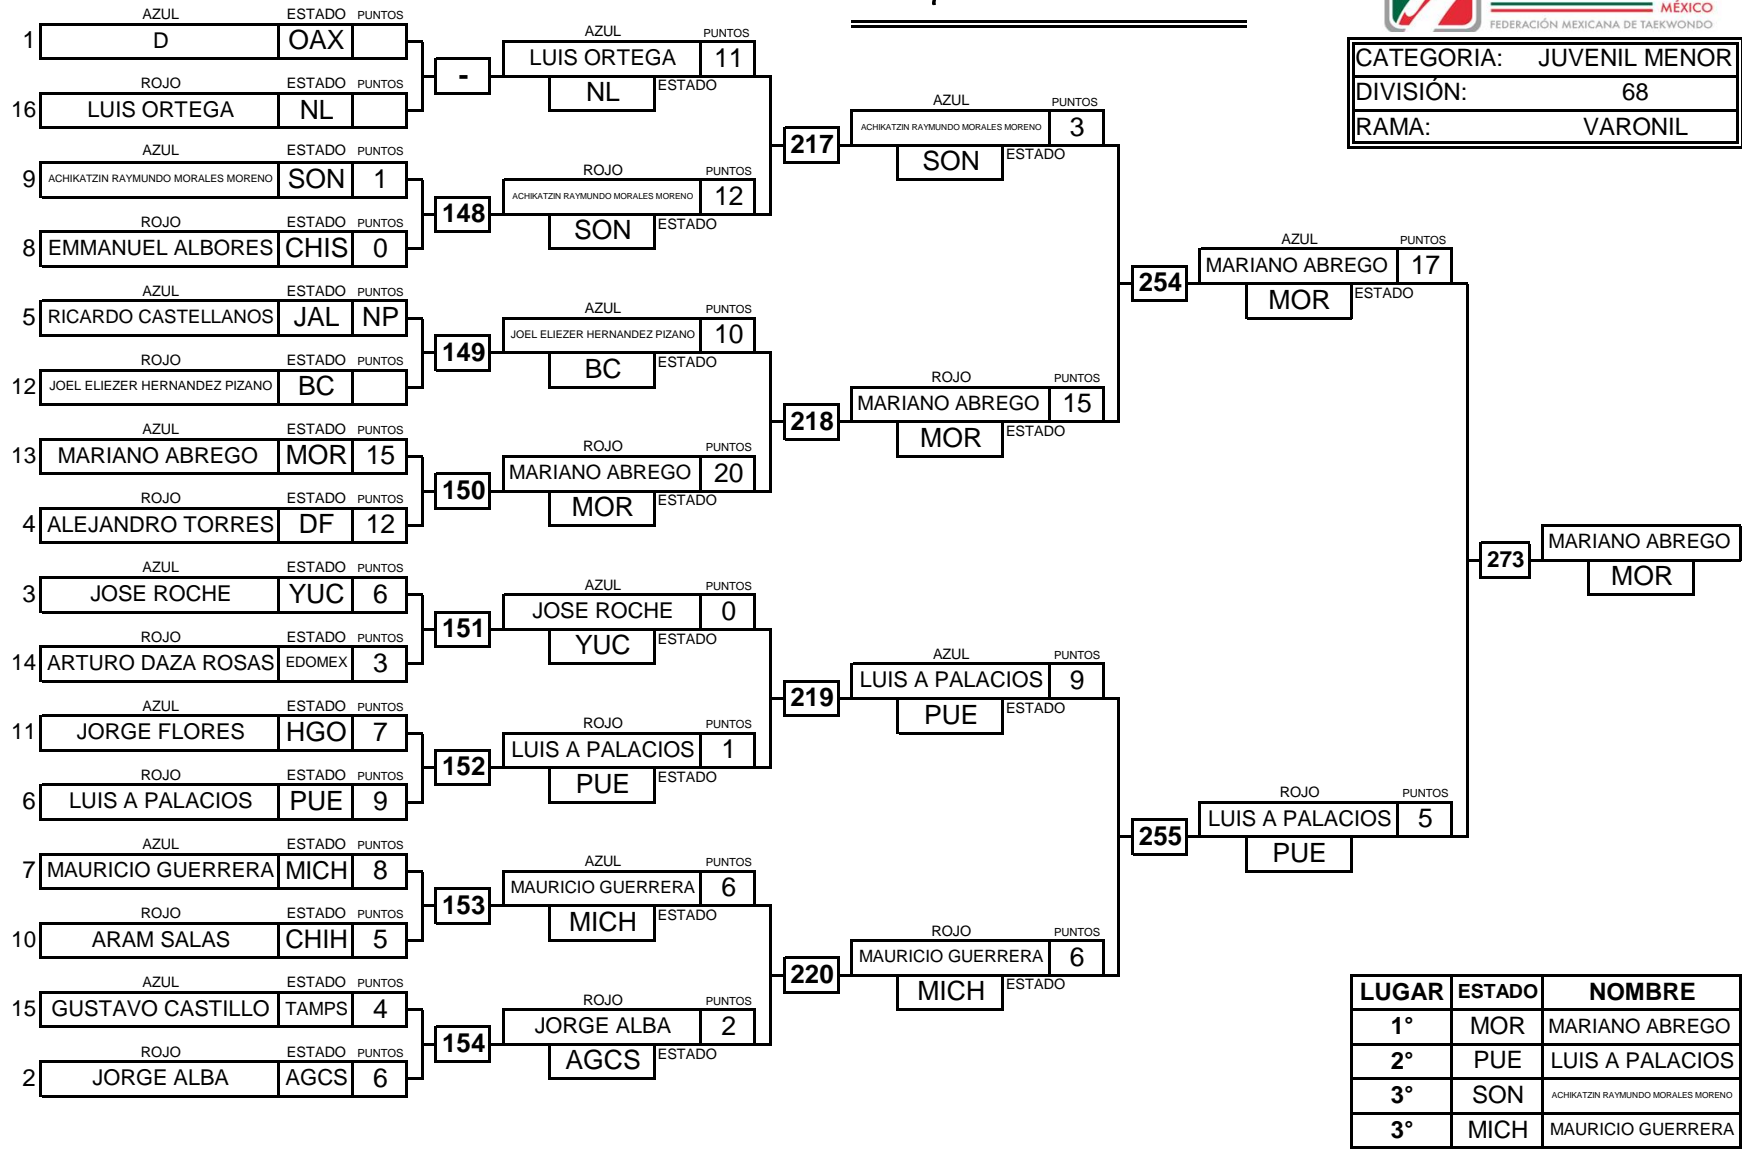 MÉXICO
FEDERACIÓN MEXICANA DE TAEKWONDO
CATEGORIA: JUVENIL MENOR
DIVISIÓN: 68
RAMA: VARONIL
AZUL ESTADO PUNTOS
1 D OAX
ROJO ESTADO PUNTOS
16 LUIS ORTEGA NL
-
AZUL ESTADO PUNTOS
9 ACHIKATZIN RAYMUNDO MORALES MORENO SON 1
ROJO ESTADO PUNTOS
8 EMMANUEL ALBORES CHIS 0
148
AZUL ESTADO PUNTOS
5 RICARDO CASTELLANOS JAL NP
ROJO ESTADO PUNTOS
12 JOEL ELIEZER HERNANDEZ PIZANO BC
149
AZUL ESTADO PUNTOS
13 MARIANO ABREGO MOR 15
ROJO ESTADO PUNTOS
4 ALEJANDRO TORRES DF 12
150
AZUL ESTADO PUNTOS
3 JOSE ROCHE YUC 6
ROJO ESTADO PUNTOS
14 ARTURO DAZA ROSAS EDOMEX 3
151
AZUL ESTADO PUNTOS
11 JORGE FLORES HGO 7
ROJO ESTADO PUNTOS
6 LUIS A PALACIOS PUE 9
152
AZUL ESTADO PUNTOS
7 MAURICIO GUERRERA MICH 8
ROJO ESTADO PUNTOS
10 ARAM SALAS CHIH 5
153
AZUL ESTADO PUNTOS
15 GUSTAVO CASTILLO TAMPS 4
ROJO ESTADO PUNTOS
2 JORGE ALBA AGCS 6
154
AZUL PUNTOS
LUIS ORTEGA 11
NL ESTADO
ROJO PUNTOS
ACHIKATZIN RAYMUNDO MORALES MORENO 12
SON ESTADO
217
AZUL PUNTOS
JOEL ELIEZER HERNANDEZ PIZANO 10
BC ESTADO
ROJO PUNTOS
MARIANO ABREGO 20
MOR ESTADO
218
AZUL PUNTOS
JOSE ROCHE 0
YUC ESTADO
ROJO PUNTOS
LUIS A PALACIOS 1
PUE ESTADO
219
AZUL PUNTOS
MAURICIO GUERRERA 6
MICH ESTADO
ROJO PUNTOS
JORGE ALBA 2
AGCS ESTADO
220
AZUL PUNTOS
ACHIKATZIN RAYMUNDO MORALES MORENO 3
SON ESTADO
ROJO PUNTOS
MARIANO ABREGO 15
MOR ESTADO
254
AZUL PUNTOS
LUIS A PALACIOS 9
PUE ESTADO
ROJO PUNTOS
MAURICIO GUERRERA 6
MICH ESTADO
255
AZUL PUNTOS
MARIANO ABREGO 17
MOR ESTADO
ROJO PUNTOS
LUIS A PALACIOS 5
PUE
273
MARIANO ABREGO
MOR
LUGAR ESTADO NOMBRE
1° MOR MARIANO ABREGO
2° PUE LUIS A PALACIOS
3° SON ACHIKATZIN RAYMUNDO MORALES MORENO
3° MICH MAURICIO GUERRERA